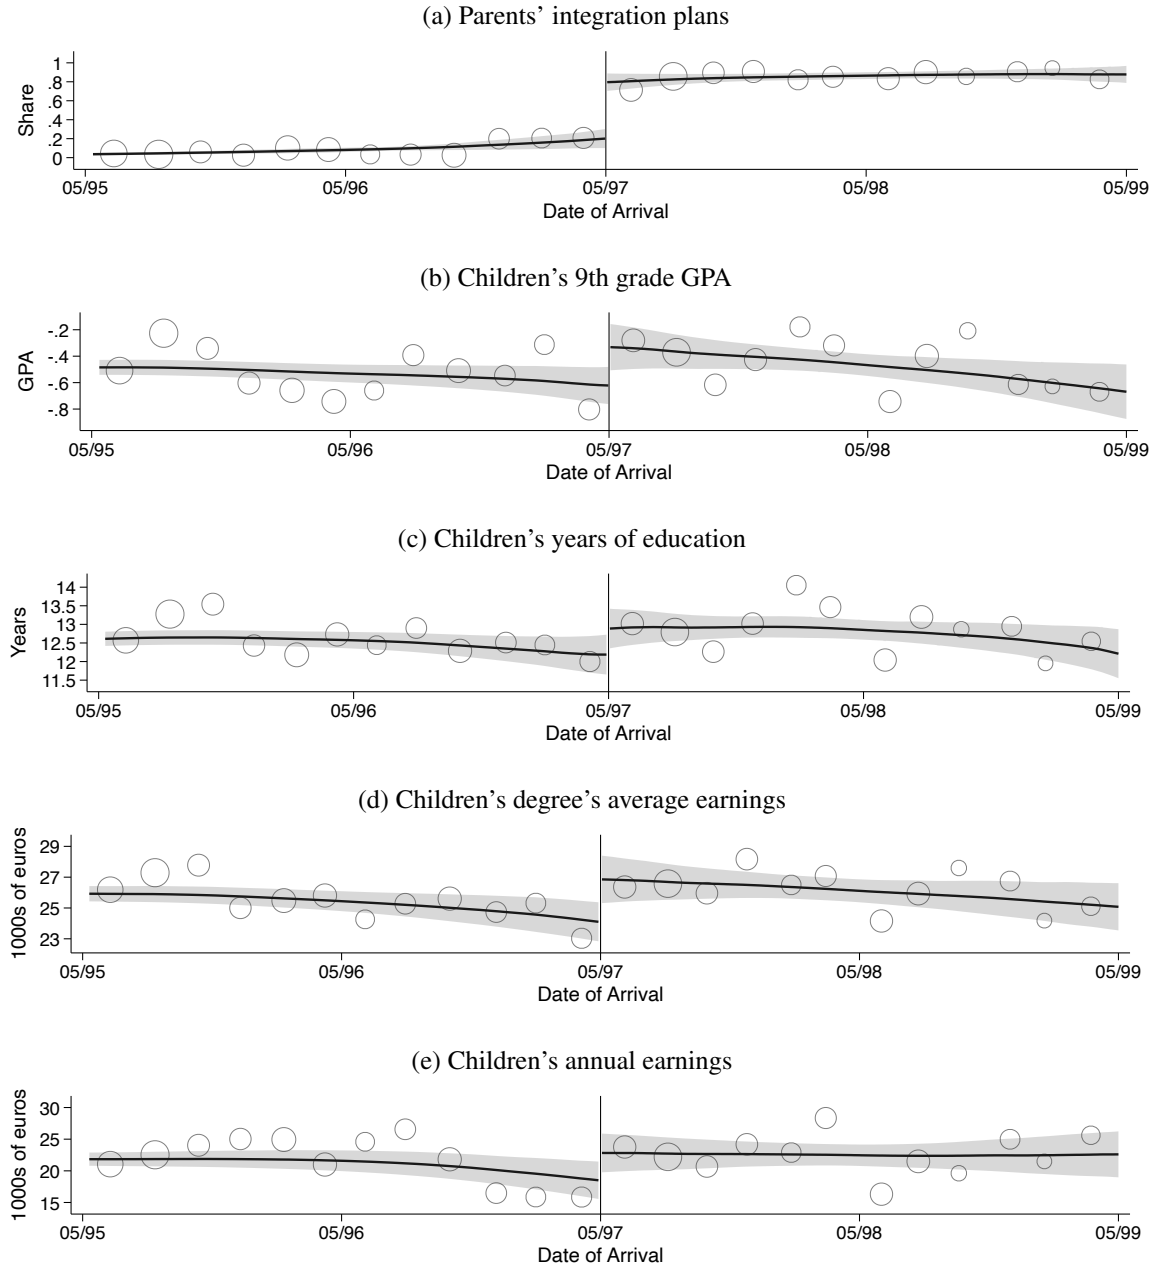 (a) Parents’ integration plans
1
.8
.6
.4
.2
0
Share
05/95 05/96 05/97 05/98 05/99
Date of Arrival
(b) Children’s 9th grade GPA
-.2
-.4
-.6
-.8
GPA
05/95 05/96 05/97 05/98 05/99
Date of Arrival
(c) Children’s years of education
14
13.5
13
12.5
12
11.5
Years
05/95 05/96 05/97 05/98 05/99
Date of Arrival
(d) Children’s degree’s average earnings
29
27
25
23
1000s of euros
05/95 05/96 05/97 05/98 05/99
Date of Arrival
(e) Children’s annual earnings
30
25
20
15
1000s of euros
05/95 05/96 05/97 05/98 05/99
Date of Arrival